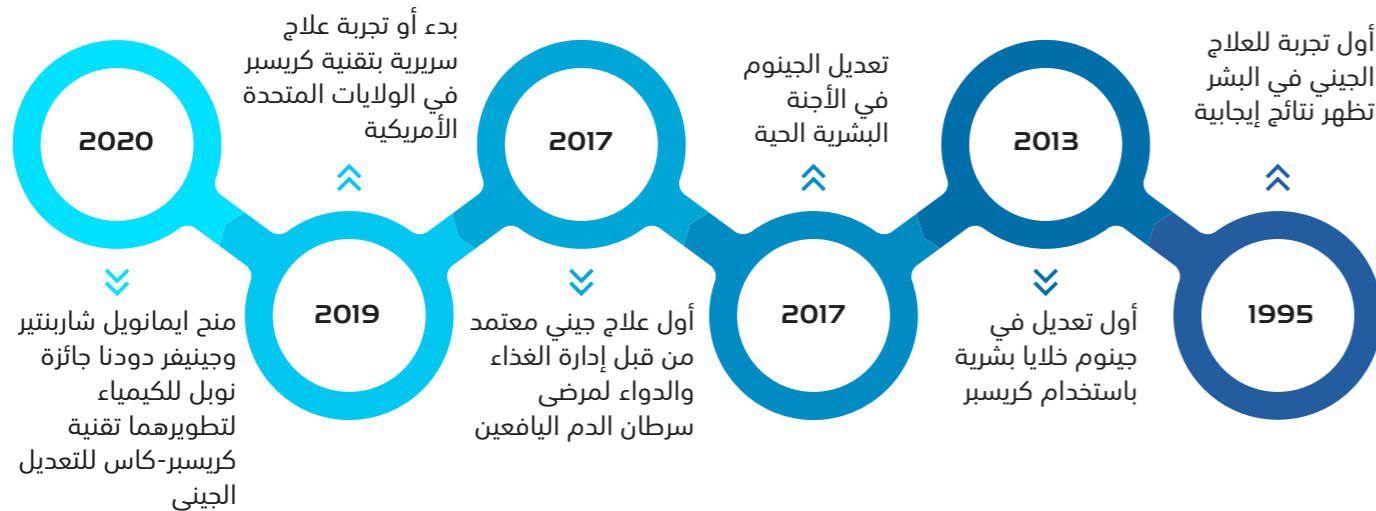 أول تجربة للعلاج
الجيني في البشر
تظهر نتائج إيجابية
1995
2013
أول تعديل في
جينوم خلايا بشرية
باستخدام كريسبر
تعديل الجينوم
في الأجنة
البشرية الحية
2017
2017
أول علاج جيني معتمد
من قبل إدارة الغذاء
والدواء لمرضى
سرطان الدم اليافعين
بدء أو تجربة علاج
سريرية بتقنية كريسبر
في الولايات المتحدة
الأمريكية
2019
2020
منح ايمانويل شاربنتير
وجينيفر دودنا جائزة
نوبل للكيمياء
لتطويرهما تقنية
كريسبر-كاس للتعديل
الجيني